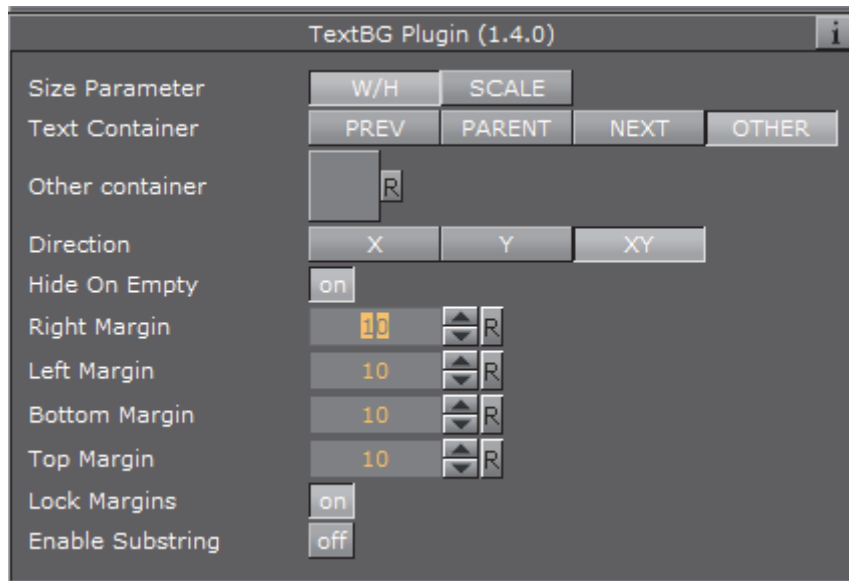 TextBG Plugin (1.4.0) i
Size Parameter W/H SCALE
Text Container PREV PARENT NEXT OTHER
Other container R
Direction X Y XY
Hide On Empty on
Right Margin 10 R
Left Margin 10 R
Bottom Margin 10 R
Top Margin 10 R
Lock Margins on
Enable Substring off